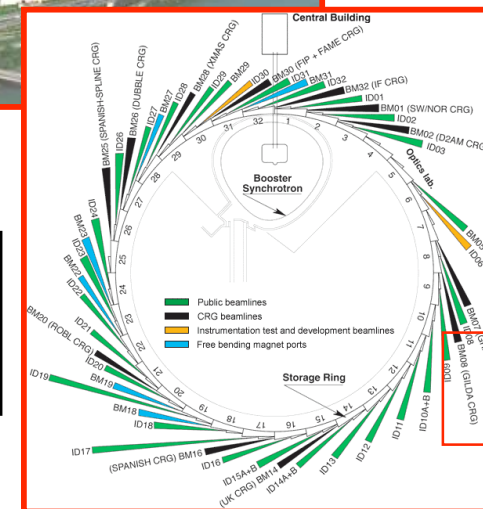 Central Building
BM28 (XMAS CRG)
ID29
BM29
ID30
BM30 (FIP + FAME CRG)
ID31
BM31
ID32
BM32 (IF CRG)
ID01
BM01 (SW/NOR CRG)
ID02
BM02 (D2AM CRG)
ID03
Optics lab.
BM05
ID06
BM07
ID08
BM08 (GILDA CRG)
ID09
ID10A+B
ID11
ID12
ID13
ID14A+B
(UK CRG) BM14
ID15A+B
ID16
(SPANISH CRG) BM16
ID17
ID18
BM18
BM19
ID19
ID20
BM20 (ROBL CRG)
ID21
ID22
BM22
ID23
BM23
ID24
BM25 (SPANISH-SPLINE CRG)
ID26
BM26 (DUBBLE CRG)
ID27
BM27
ID28
32
1
2
3
4
5
6
7
8
9
10
11
12
13
14
15
16
17
18
19
20
21
22
23
24
25
26
27
28
29
30
31
Booster
Synchrotron
Public beamlines
CRG beamlines
Instrumentation test and development beamlines
Free bending magnet ports
Storage Ring